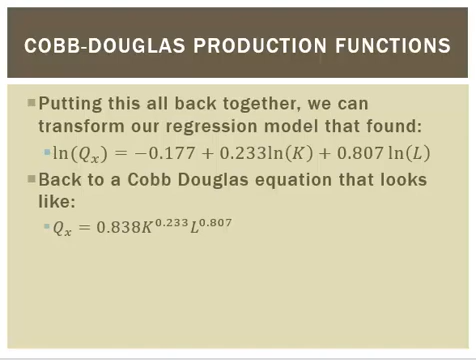 COBB-DOUGLAS PRODUCTION FUNCTIONS
Putting this all back together, we can
transform our regression model that found:
ln(Qₓ) = −0.177 + 0.233ln(K) + 0.807 ln(L)
Back to a Cobb Douglas equation that looks
like:
Qₓ = 0.838K^0.233 L^0.807